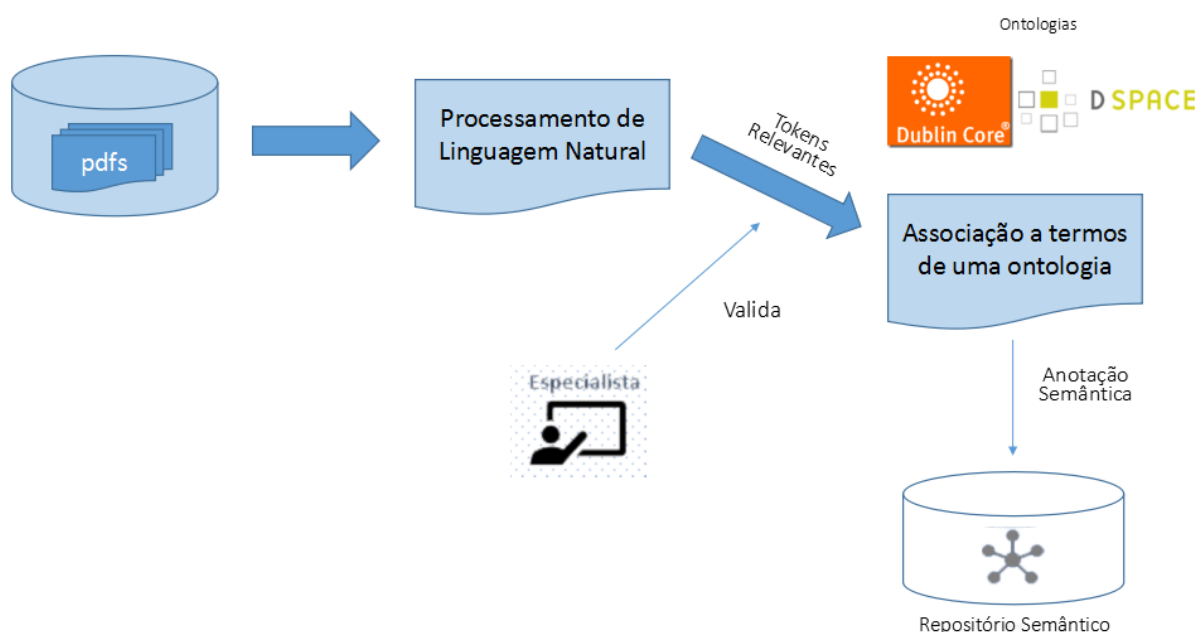 Ontologias
Dublin Core®
D SPACE
pdfs
Processamento de
Linguagem Natural
Tokens
Relevantes
Associação a termos
de uma ontologia
Valida
Especialista
Anotação
Semântica
Repositório Semântico